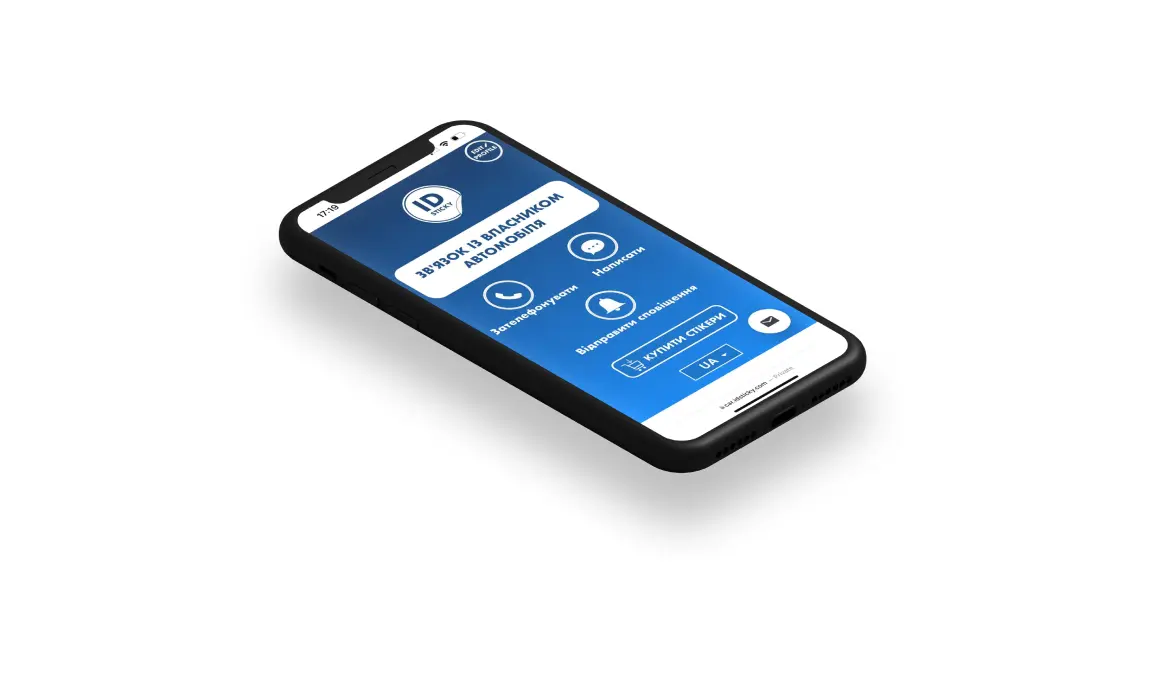 17:19
EDIT
PROFILE
ID
STICKY
ЗВ'ЯЗОК ІЗ ВЛАСНИКОМ
АВТОМОБІЛЯ
Зателефонувати
Написати
Відправити сповіщення
КУПИТИ СТІКЕРИ
UA
car.idsticky.com — Private